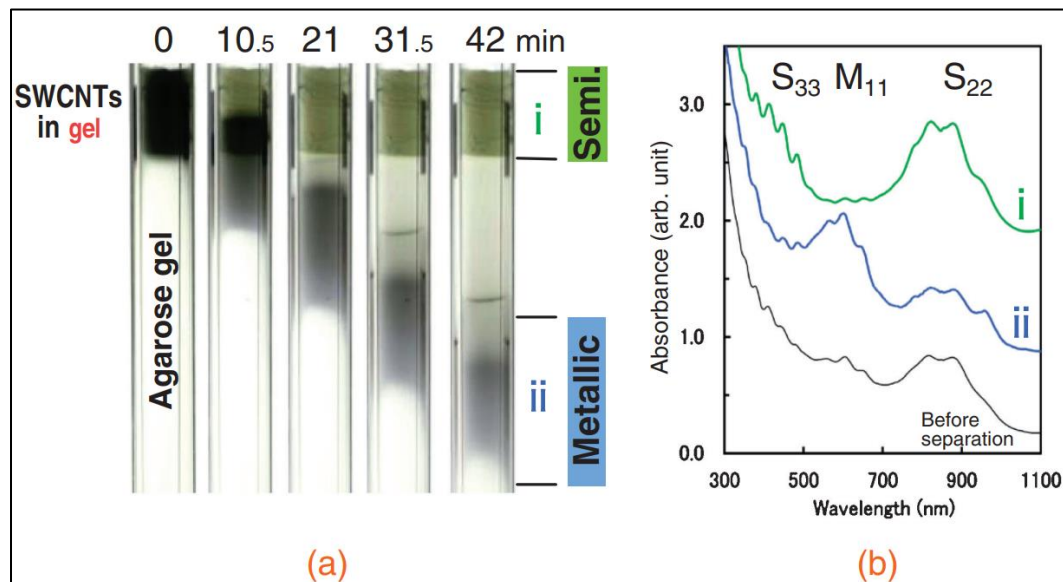 0 10.5 21 31.5 42 min
SWCNTs
in gel
Agarose gel
i
Semi.
ii
Metallic
(a)
S33 M11 S22
3.0
2.0
1.0
0.0
Absorbance (arb. unit)
i
ii
Before
separation
300 500 700 900 1100
Wavelength (nm)
(b)